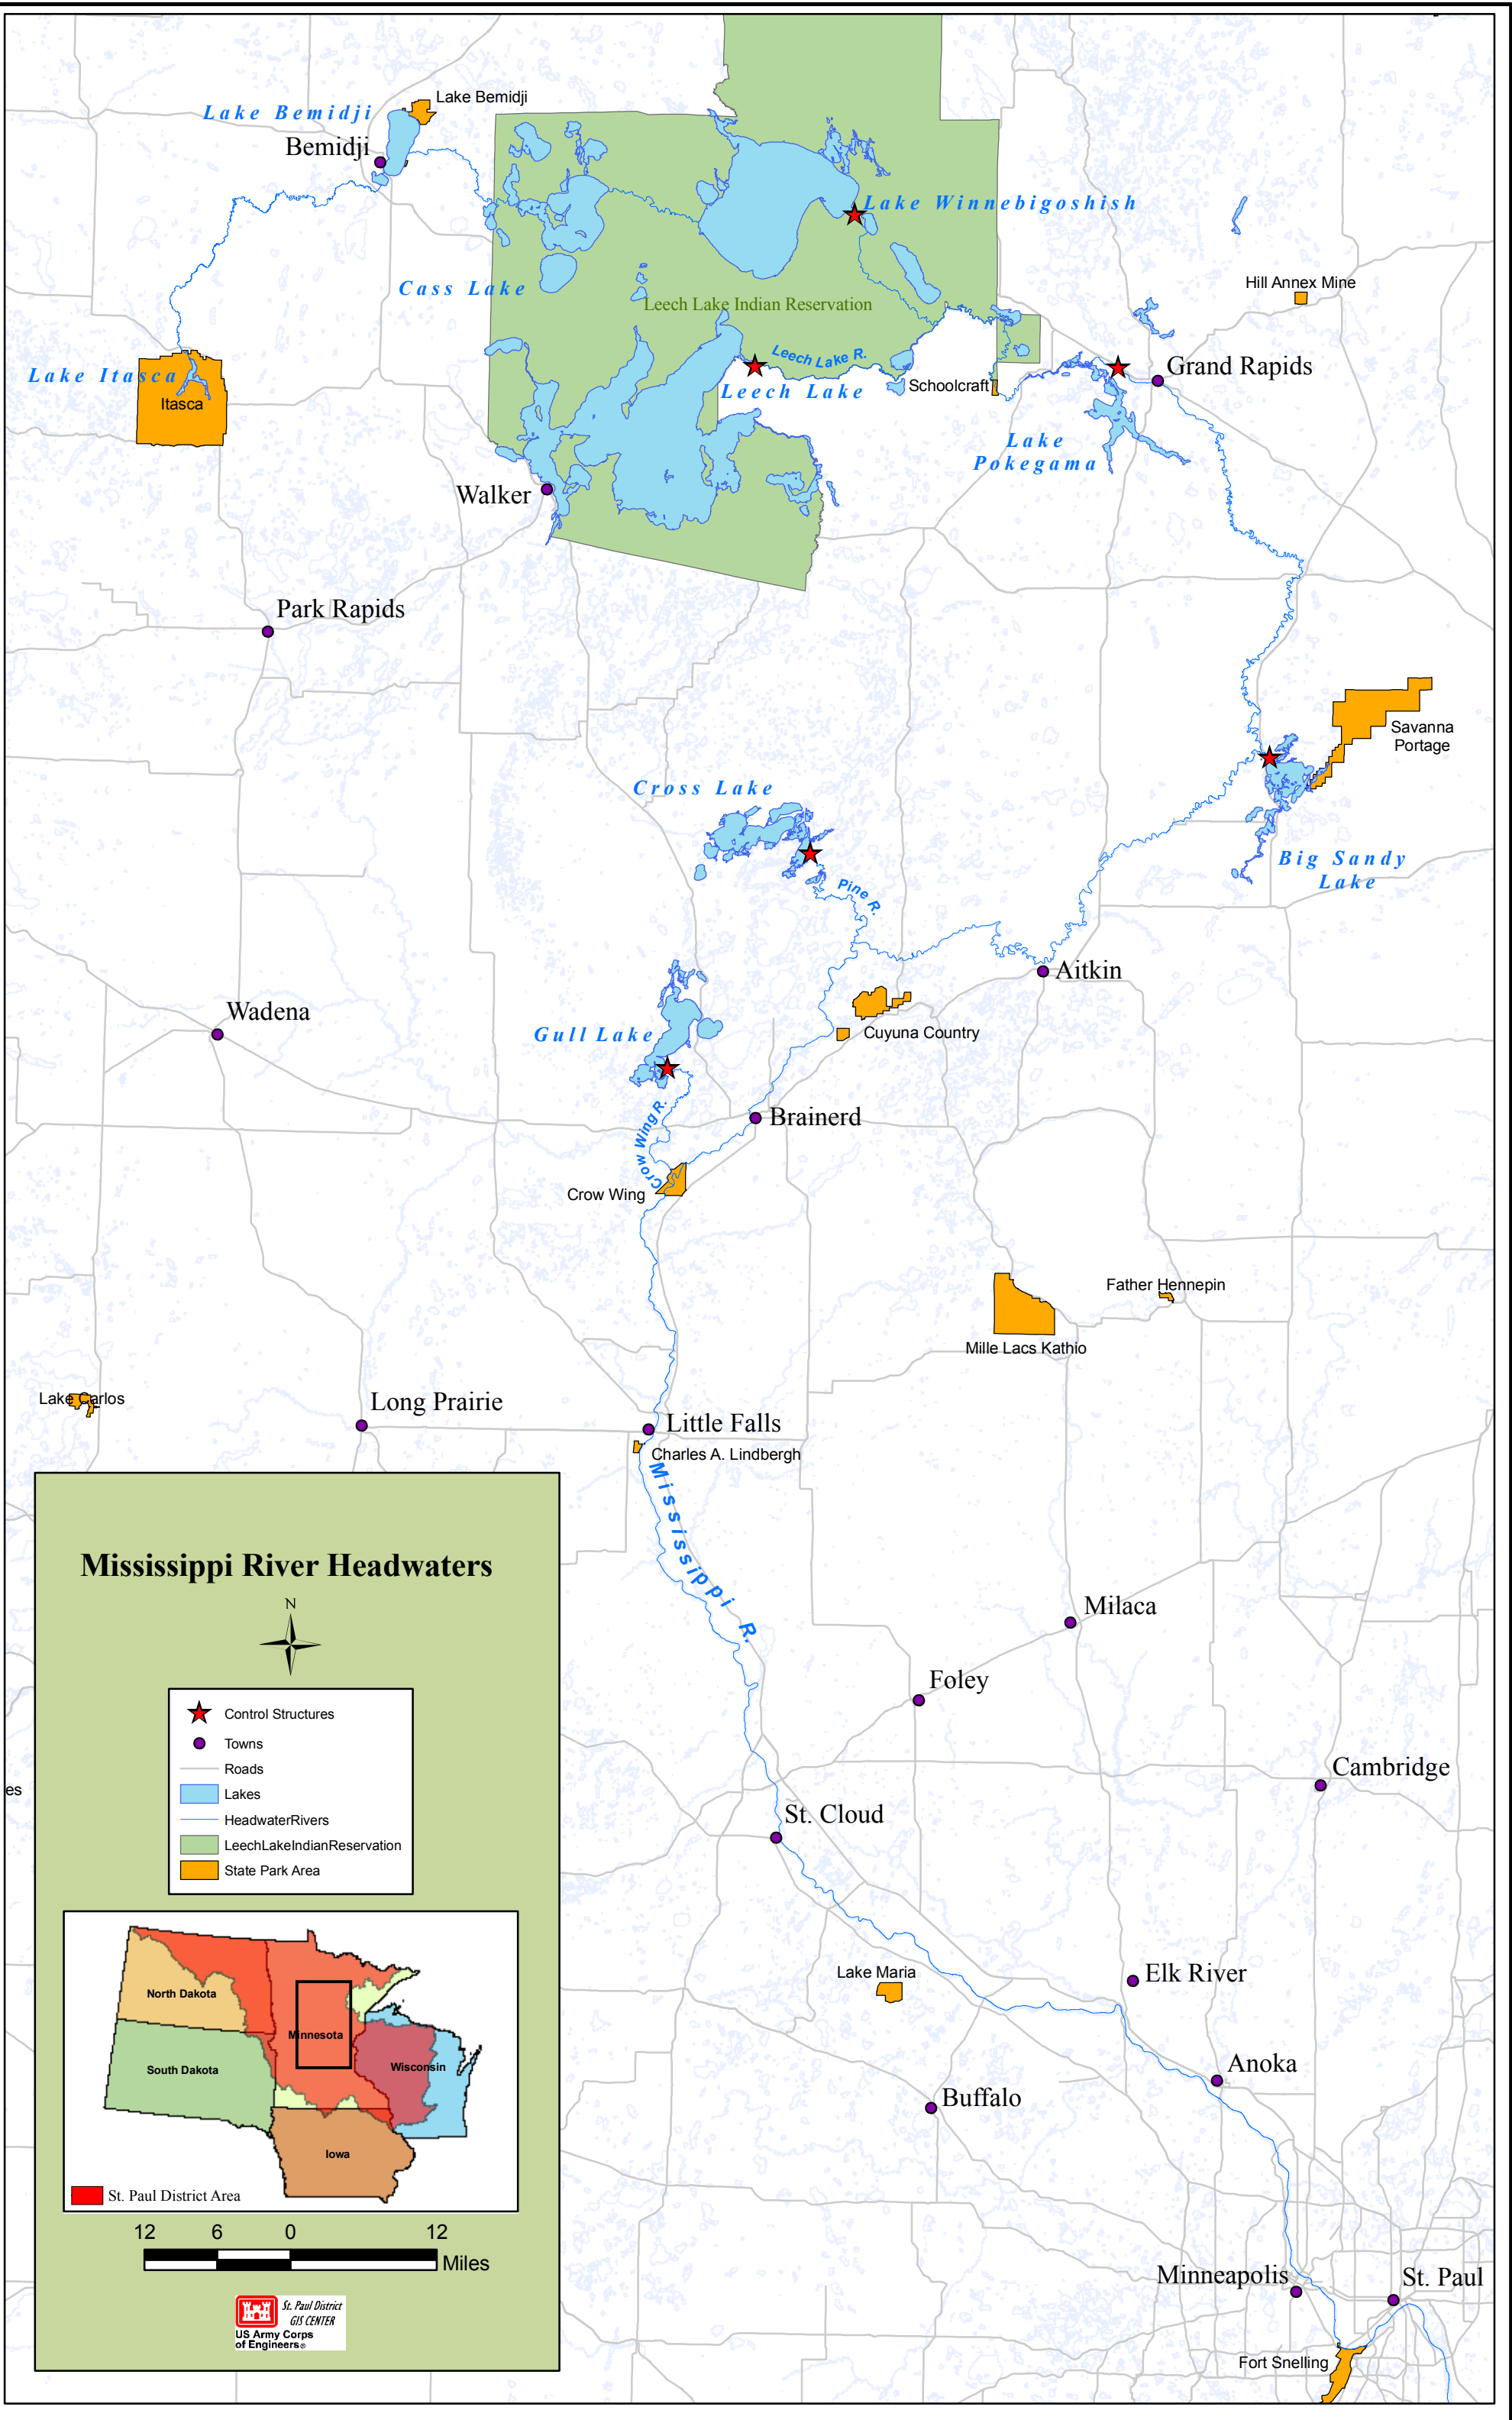 Lake Bemidji
Lake Bemidji
Bemidji
Lake Winnebigoshish
Hill Annex Mine
Cass Lake
Leech Lake Indian Reservation
Leech Lake R.
Grand Rapids
Lake Itasca
Itasca
Leech Lake
Schoolcraft
Lake
Pokegama
Walker
Park Rapids
Savanna
Portage
Cross Lake
Big Sandy
Lake
Pine R.
Aitkin
Wadena
Gull Lake
Cuyuna Country
Brainerd
Crow Wing R.
Crow Wing
Father Hennepin
Mille Lacs Kathio
Lake Carlos
Long Prairie
Little Falls
Charles A. Lindbergh
Mississippi R.
Milaca
Foley
Cambridge
es
St. Cloud
Lake Maria
Elk River
Anoka
Buffalo
Minneapolis
St. Paul
Fort Snelling
Mississippi River Headwaters
N
Control Structures
Towns
Roads
Lakes
HeadwaterRivers
LeechLakeIndianReservation
State Park Area
North Dakota
Minnesota
South Dakota
Wisconsin
Iowa
St. Paul District Area
12 6 0 12
Miles
St. Paul District
GIS CENTER
US Army Corps
of Engineers®